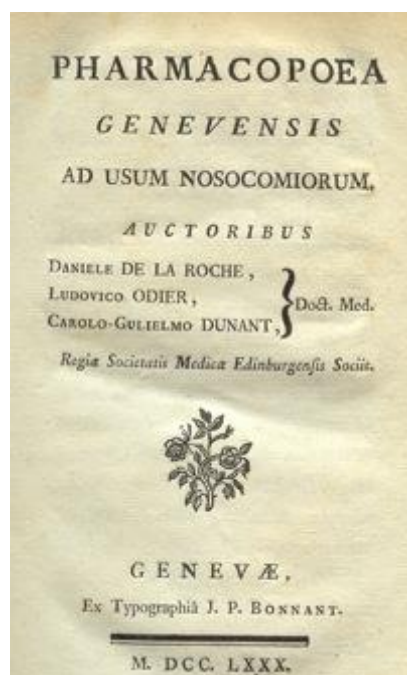 PHARMACOPOEA
GENEVENSIS
AD USUM NOSOCOMIORUM,
AUCTORIBUS
DANIELE DE LA ROCHE,
LUDOVICO ODIER,
CAROLO-GULIELMO DUNANT,
Doct. Med.
Regiæ Societatis Medicæ Edinburgensis Sociis.
GENEVÆ,
Ex Typographiâ J. P. BONNANT.
M. DCC. LXXX.